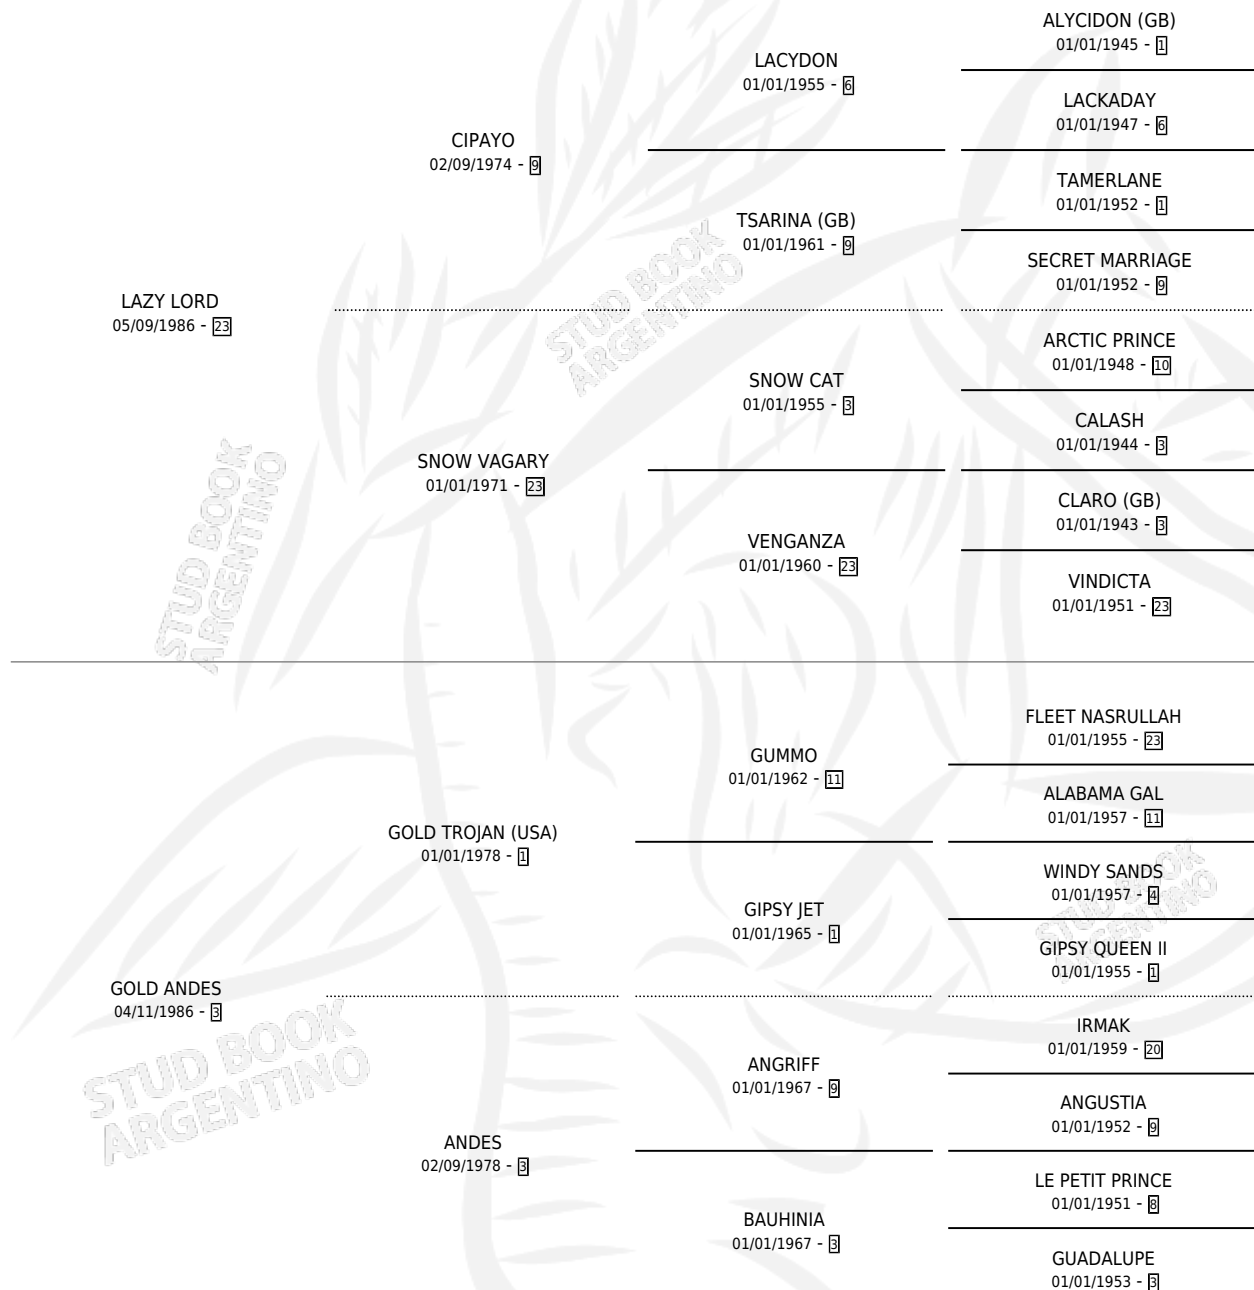 ALYCIDON (GB)
01/01/1945 - 1
LACYDON
01/01/1955 - 6
LACKADAY
01/01/1947 - 6
CIPAYO
02/09/1974 - 9
TAMERLANE
01/01/1952 - 1
TSARINA (GB)
01/01/1961 - 9
SECRET MARRIAGE
01/01/1952 - 9
LAZY LORD
05/09/1986 - 23
ARCTIC PRINCE
01/01/1948 - 10
SNOW CAT
01/01/1955 - 3
CALASH
01/01/1944 - 3
SNOW VAGARY
01/01/1971 - 23
CLARO (GB)
01/01/1943 - 3
VENGANZA
01/01/1960 - 23
VINDICTA
01/01/1951 - 23
STUD BOOK
ARGENTINO
STUD BOOK
ARGENTINO
FLEET NASRULLAH
01/01/1955 - 23
GUMMO
01/01/1962 - 11
ALABAMA GAL
01/01/1957 - 11
GOLD TROJAN (USA)
01/01/1978 - 1
WINDY SANDS
01/01/1957 - 4
GIPSY JET
01/01/1965 - 1
GIPSY QUEEN II
01/01/1955 - 1
GOLD ANDES
04/11/1986 - 3
IRMAK
01/01/1959 - 20
ANGRIFF
01/01/1967 - 9
ANGUSTIA
01/01/1952 - 9
ANDES
02/09/1978 - 3
LE PETIT PRINCE
01/01/1951 - 8
BAUHINIA
01/01/1967 - 3
GUADALUPE
01/01/1953 - 3
STUD BOOK
ARGENTINO
STUD BOOK
ARGENTINO